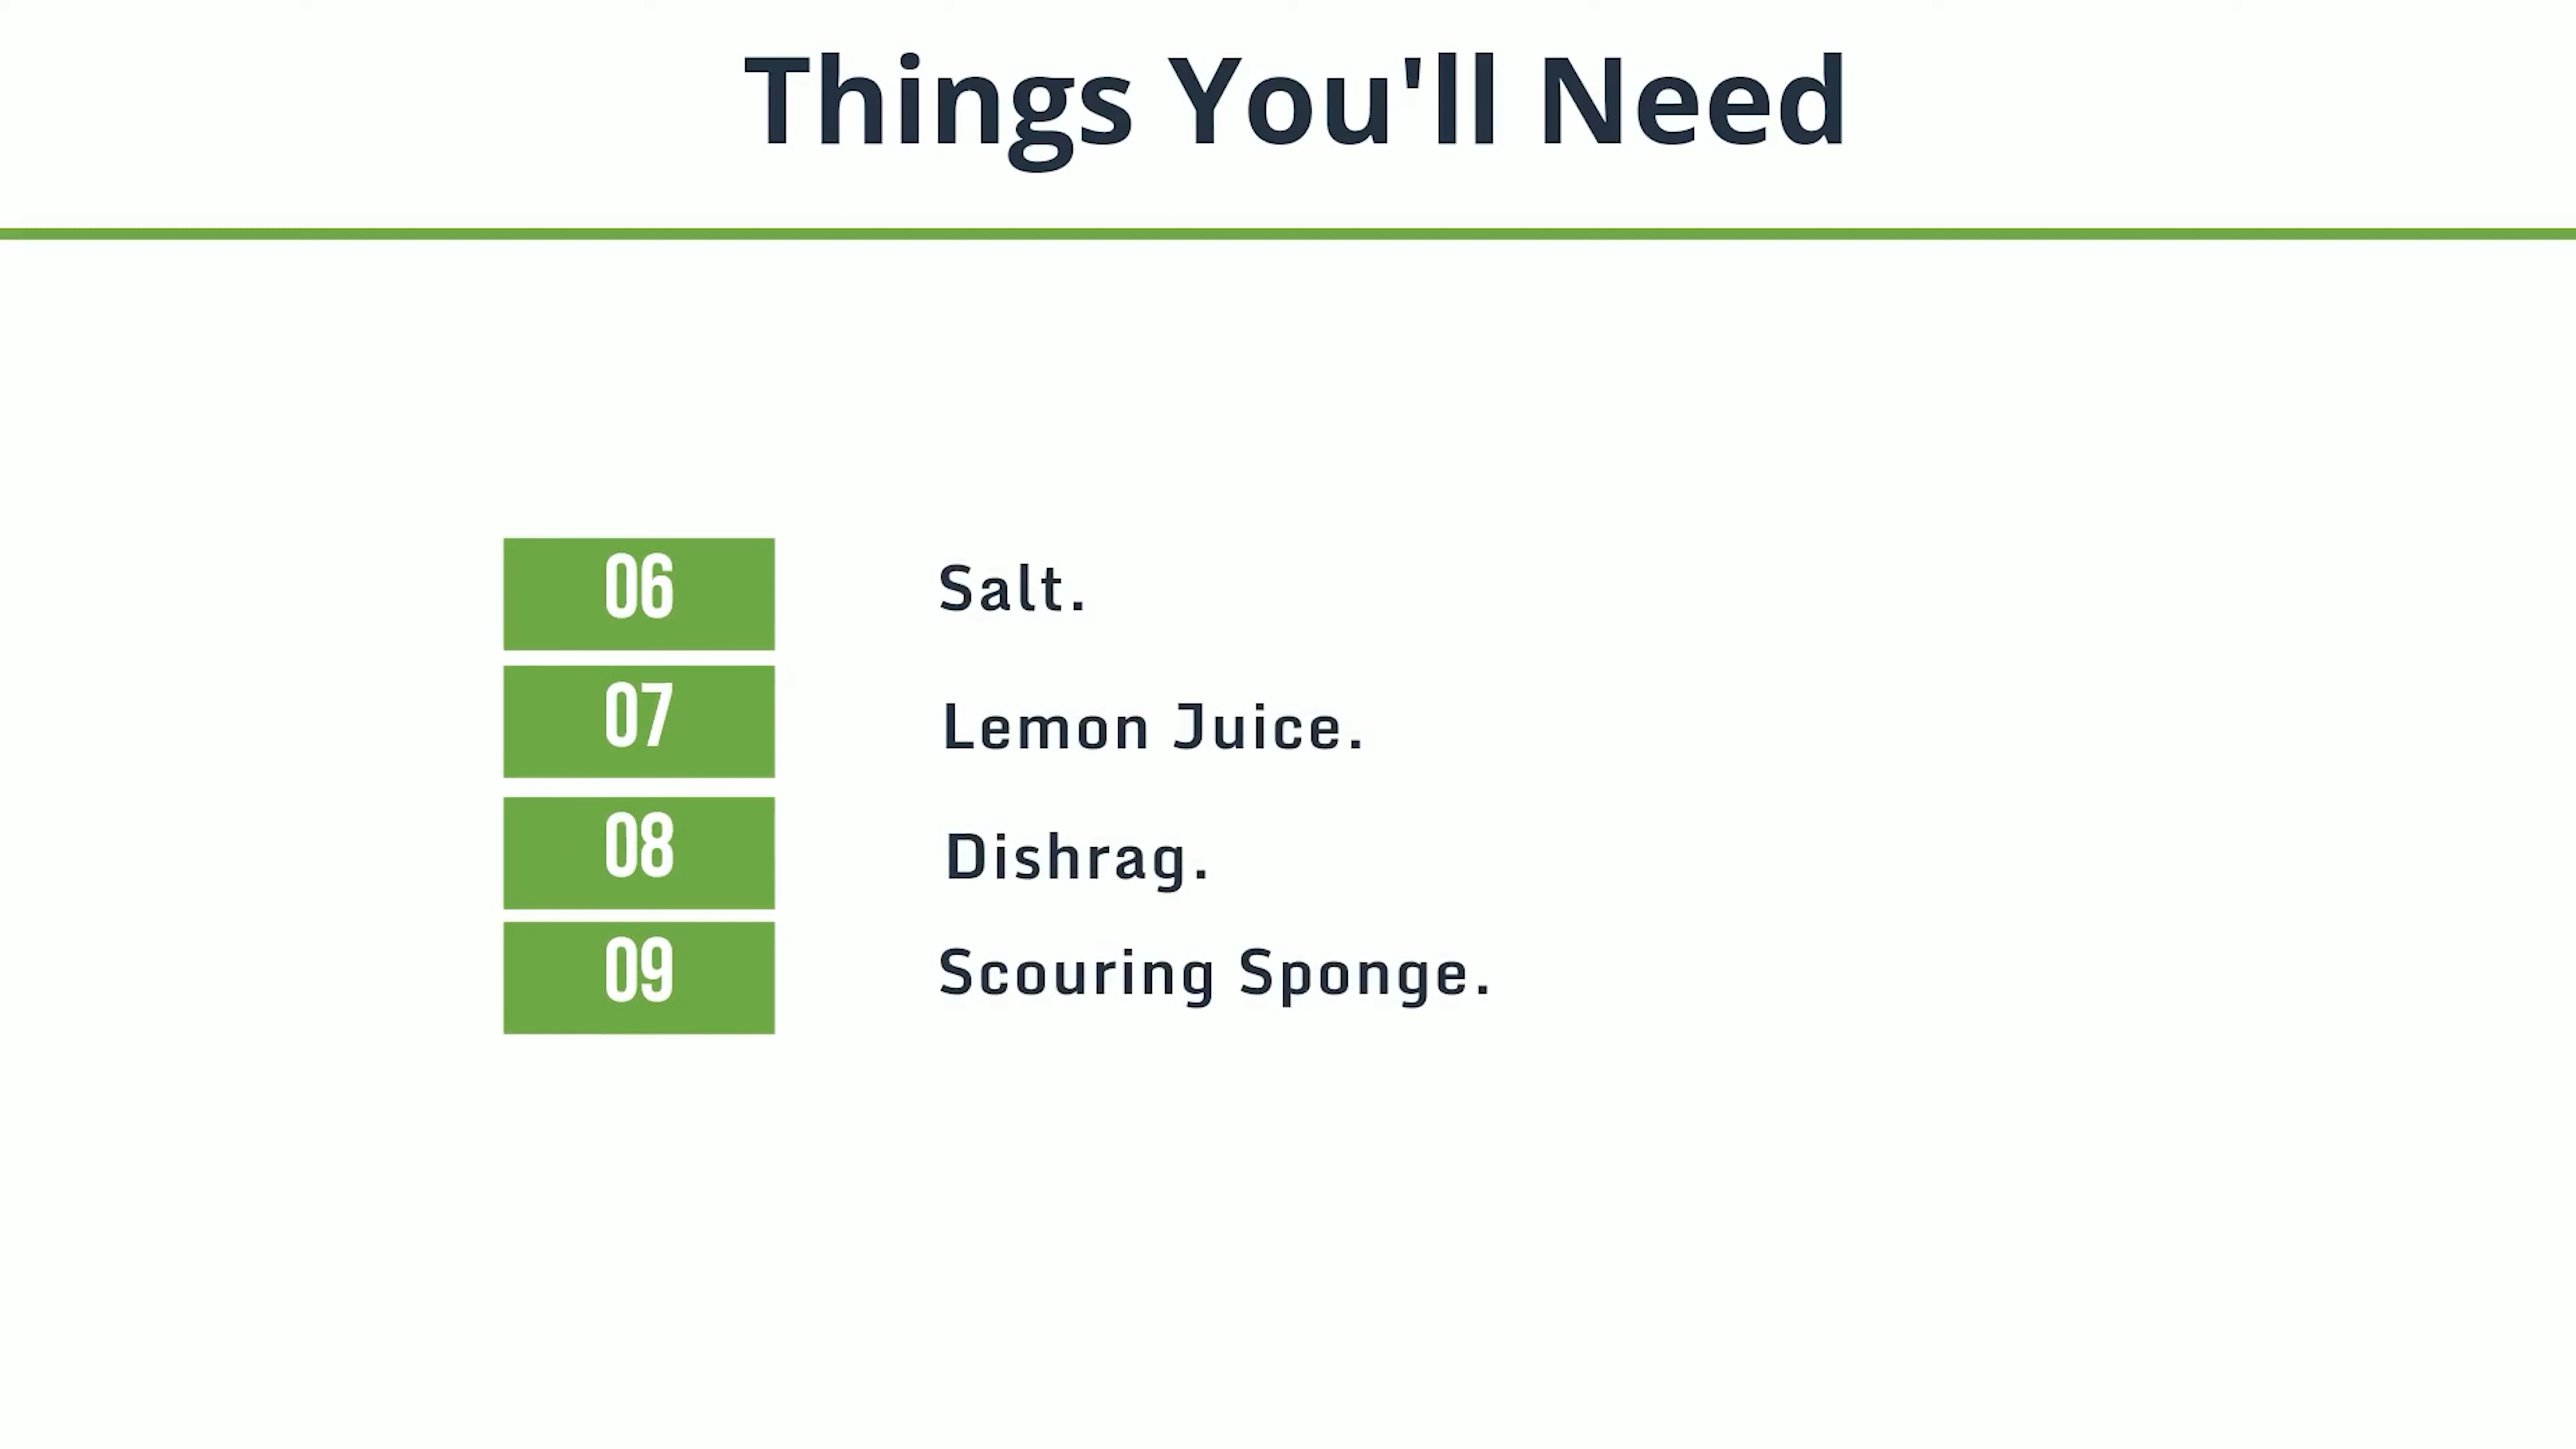 Things You'll Need
06 Salt.
07 Lemon Juice.
08 Dishrag.
09 Scouring Sponge.